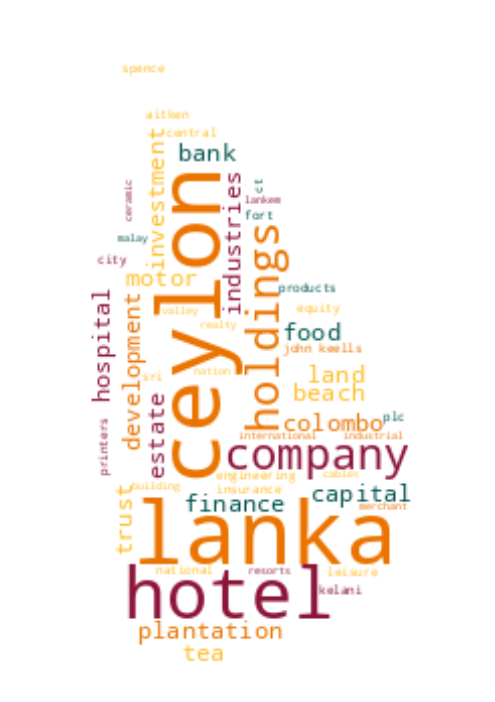 spence
aitken
central
bank
investment
ceylon
industries
ceramic
ct
lankem
fort
malay
city
motor
holdings
products
hospital
development
valley
equity
realty
food
john keells
sri
nation
land
beach
estate
colombo
plc
printers
international
industrial
company
engineering
cables
building
insurance
trust
finance
capital
merchant
lanka
national
resorts
leisure
hotel
kelani
plantation
tea